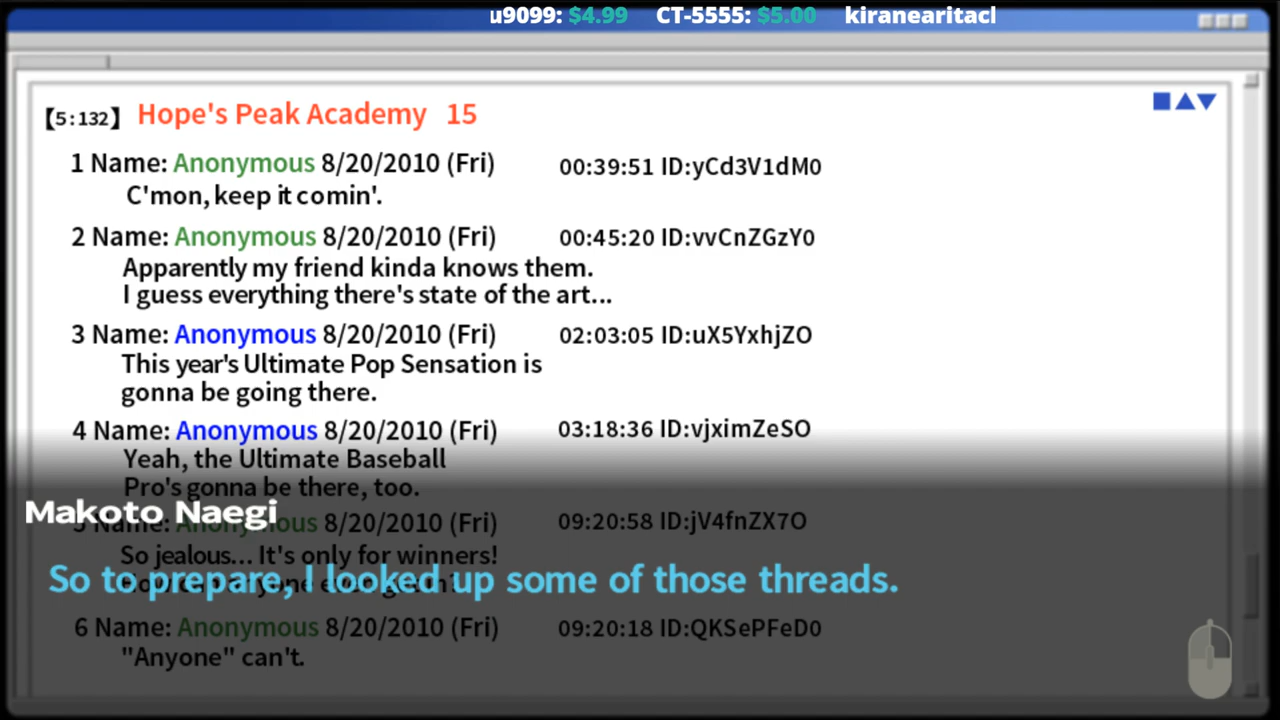 u9099: $4.99 CT-5555: $5.00 kiranearitacl
【5:132】 Hope's Peak Academy 15
1 Name: Anonymous 8/20/2010 (Fri) 00:39:51 ID:yCd3V1dM0
C'mon, keep it comin'.
2 Name: Anonymous 8/20/2010 (Fri) 00:45:20 ID:vvCnZGzY0
Apparently my friend kinda knows them.
I guess everything there's state of the art...
3 Name: Anonymous 8/20/2010 (Fri) 02:03:05 ID:uX5YxhjZO
This year's Ultimate Pop Sensation is
gonna be going there.
4 Name: Anonymous 8/20/2010 (Fri) 03:18:36 ID:vjximZeSO
Yeah, the Ultimate Baseball
Pro's gonna be there, too.
Makoto Naegi
5 Name: Anonymous 8/20/2010 (Fri) 09:20:58 ID:jV4fnZX7O
So jealous... It's only for winners!
So to prepare, I looked up some of those threads.
6 Name: Anonymous 8/20/2010 (Fri) 09:20:18 ID:QKSePFeD0
"Anyone" can't.